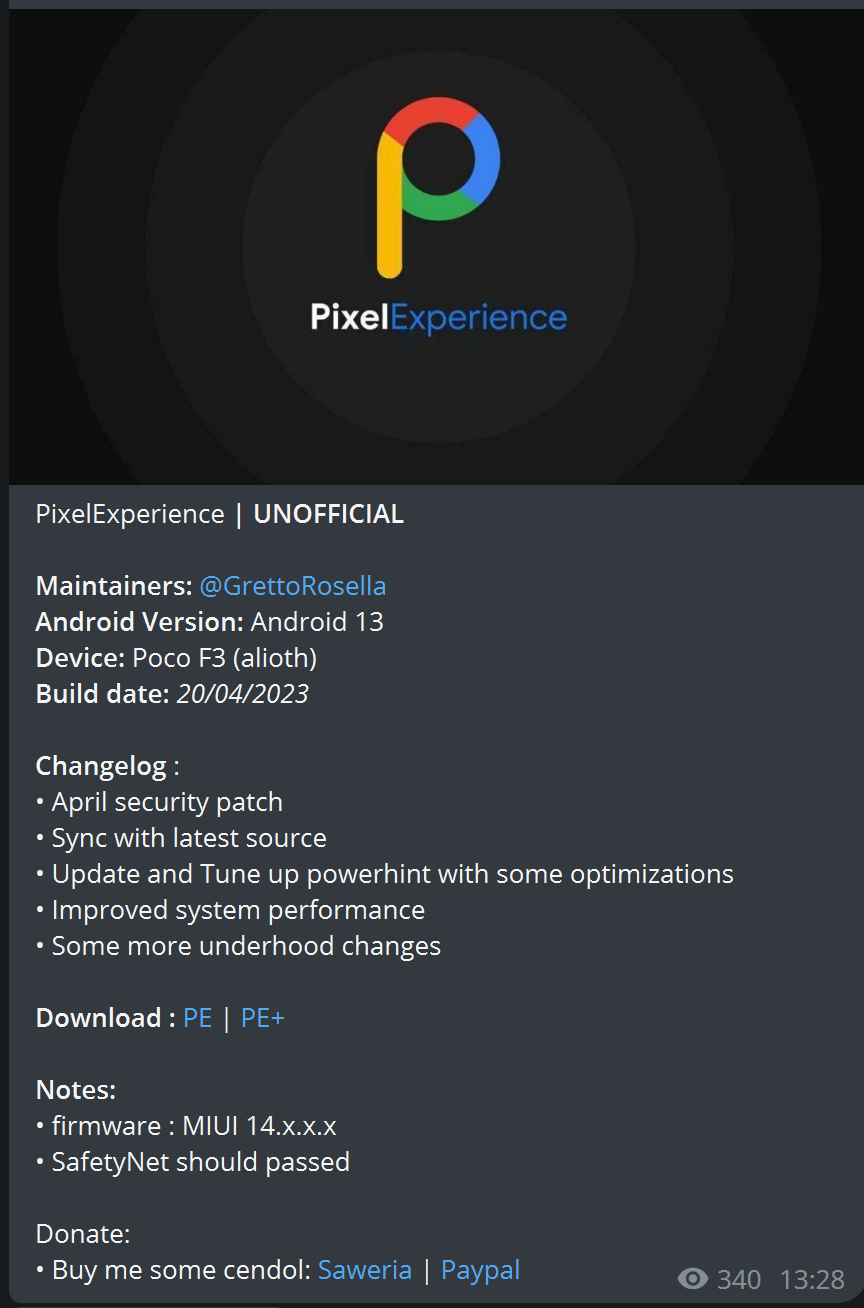 PixelExperience
PixelExperience | UNOFFICIAL
Maintainers: @GrettoRosella
Android Version: Android 13
Device: Poco F3 (alioth)
Build date: 20/04/2023
Changelog :
• April security patch
• Sync with latest source
• Update and Tune up powerhint with some optimizations
• Improved system performance
• Some more underhood changes
Download : PE | PE+
Notes:
• firmware : MIUI 14.x.x.x
• SafetyNet should passed
Donate:
• Buy me some cendol: Saweria | Paypal
340 13:28